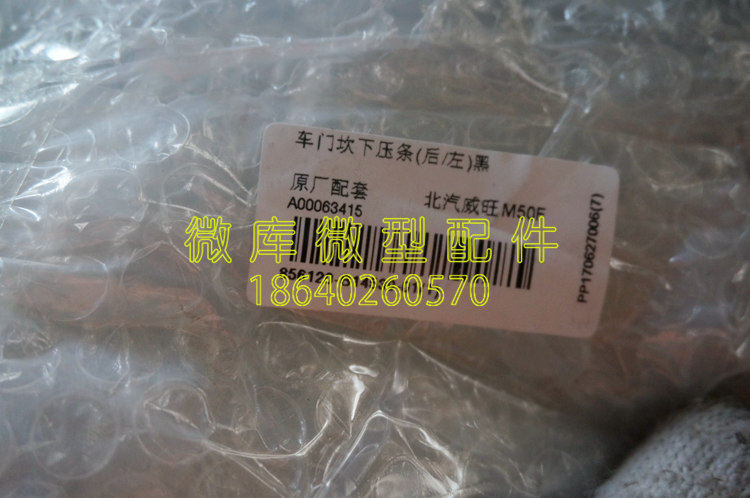 车门坎下压条(后/左)黑
原厂配套 北汽威旺M50F
A00063415
PP170627006(7)
微库微型配件
18640260570